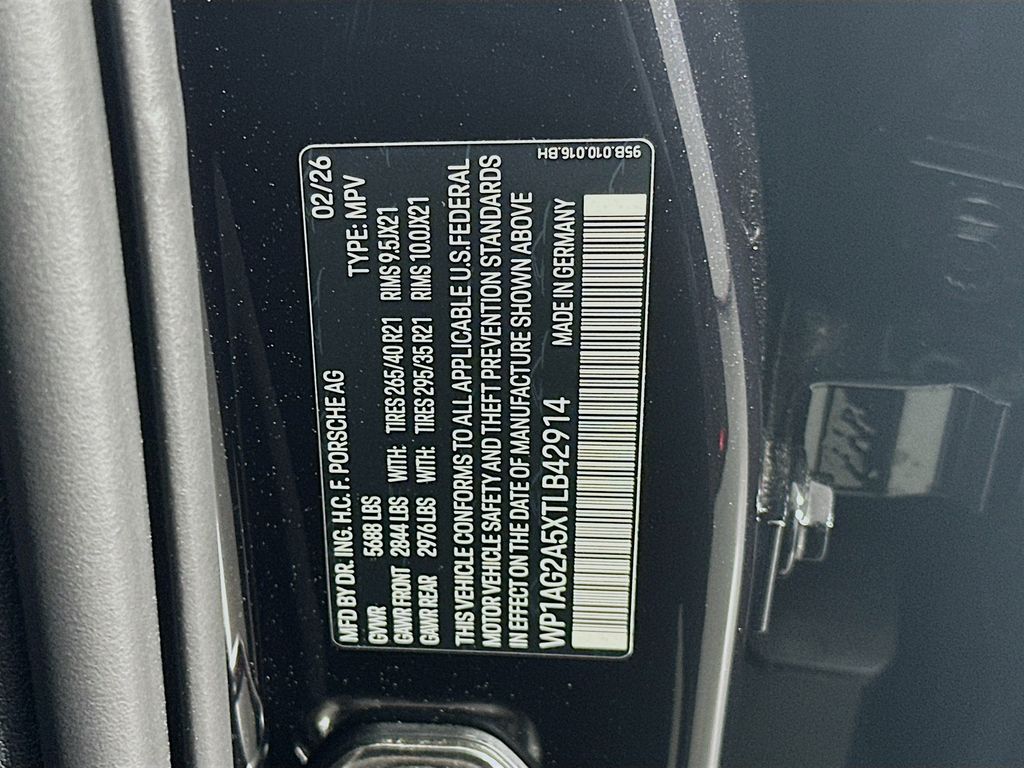 MFD BY DR. ING. H.C. F. PORSCHE AG 02/26
GVWR 5688 LBS TYPE: MPV
GAWR FRONT 2844 LBS WITH: TIRES 265/40 R21 RIMS 9.5JX21
GAWR REAR 2976 LBS WITH: TIRES 295/35 R21 RIMS 10.0JX21
THIS VEHICLE CONFORMS TO ALL APPLICABLE U.S. FEDERAL
MOTOR VEHICLE SAFETY AND THEFT PREVENTION STANDARDS
IN EFFECT ON THE DATE OF MANUFACTURE SHOWN ABOVE
WP1AG2A5XTLB42914 MADE IN GERMANY
95B.010.016.BH